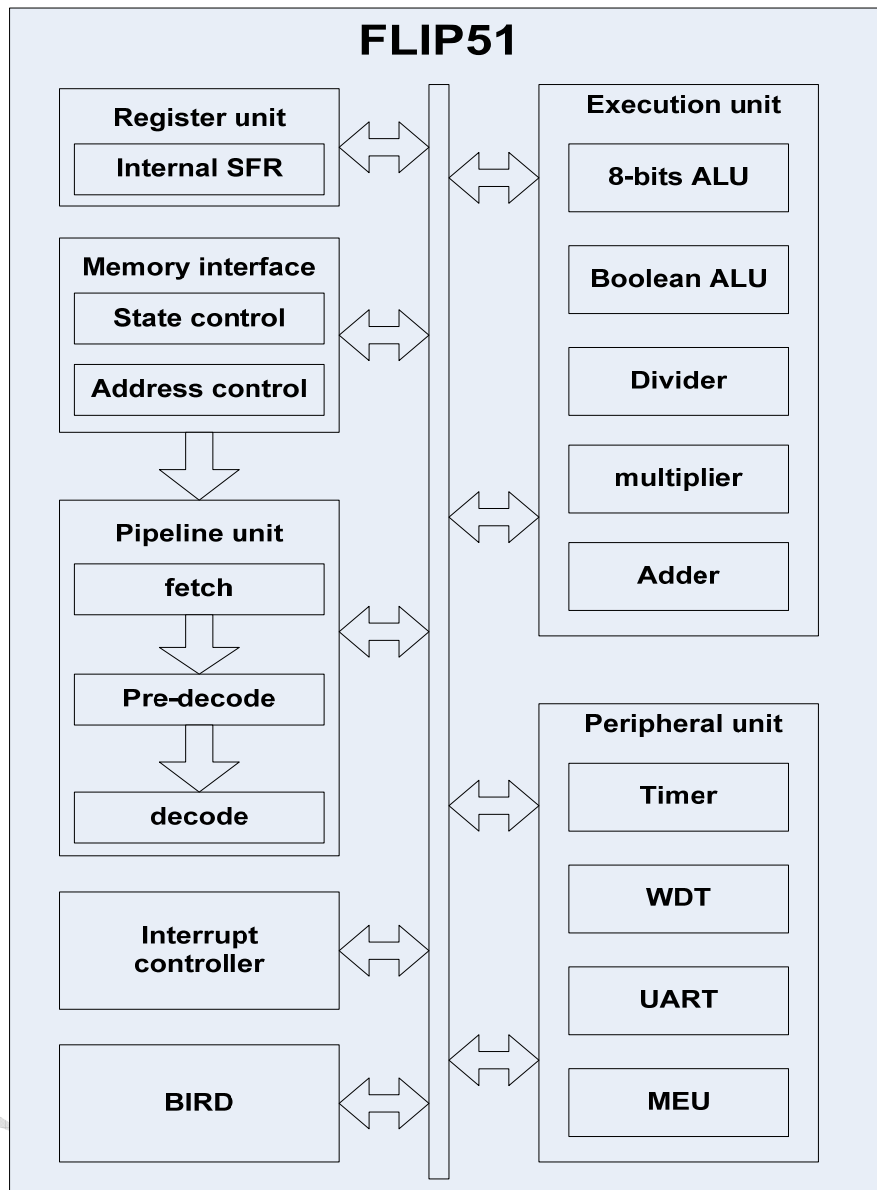 FLIP51
Register unit
Internal SFR
Memory interface
State control
Address control
Pipeline unit
fetch
Pre-decode
decode
Interrupt
controller
BIRD
Execution unit
8-bits ALU
Boolean ALU
Divider
multiplier
Adder
Peripheral unit
Timer
WDT
UART
MEU